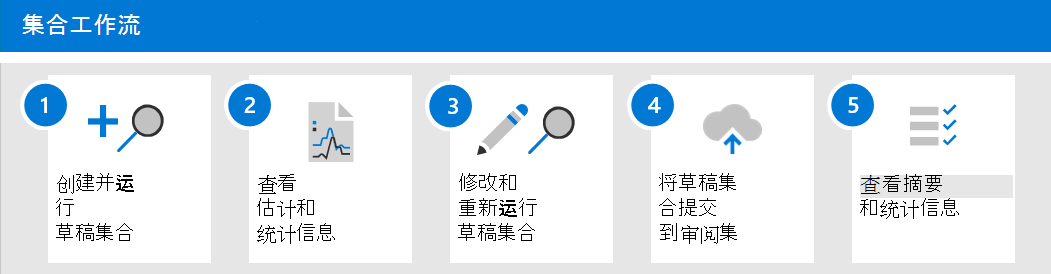 集合工作流
1
创建并运
行
草稿集合
2
查看
估计和
统计信息
3
修改和
重新运行
草稿集合
4
将草稿集
合提交
到审阅集
5
查看摘要
和统计信息